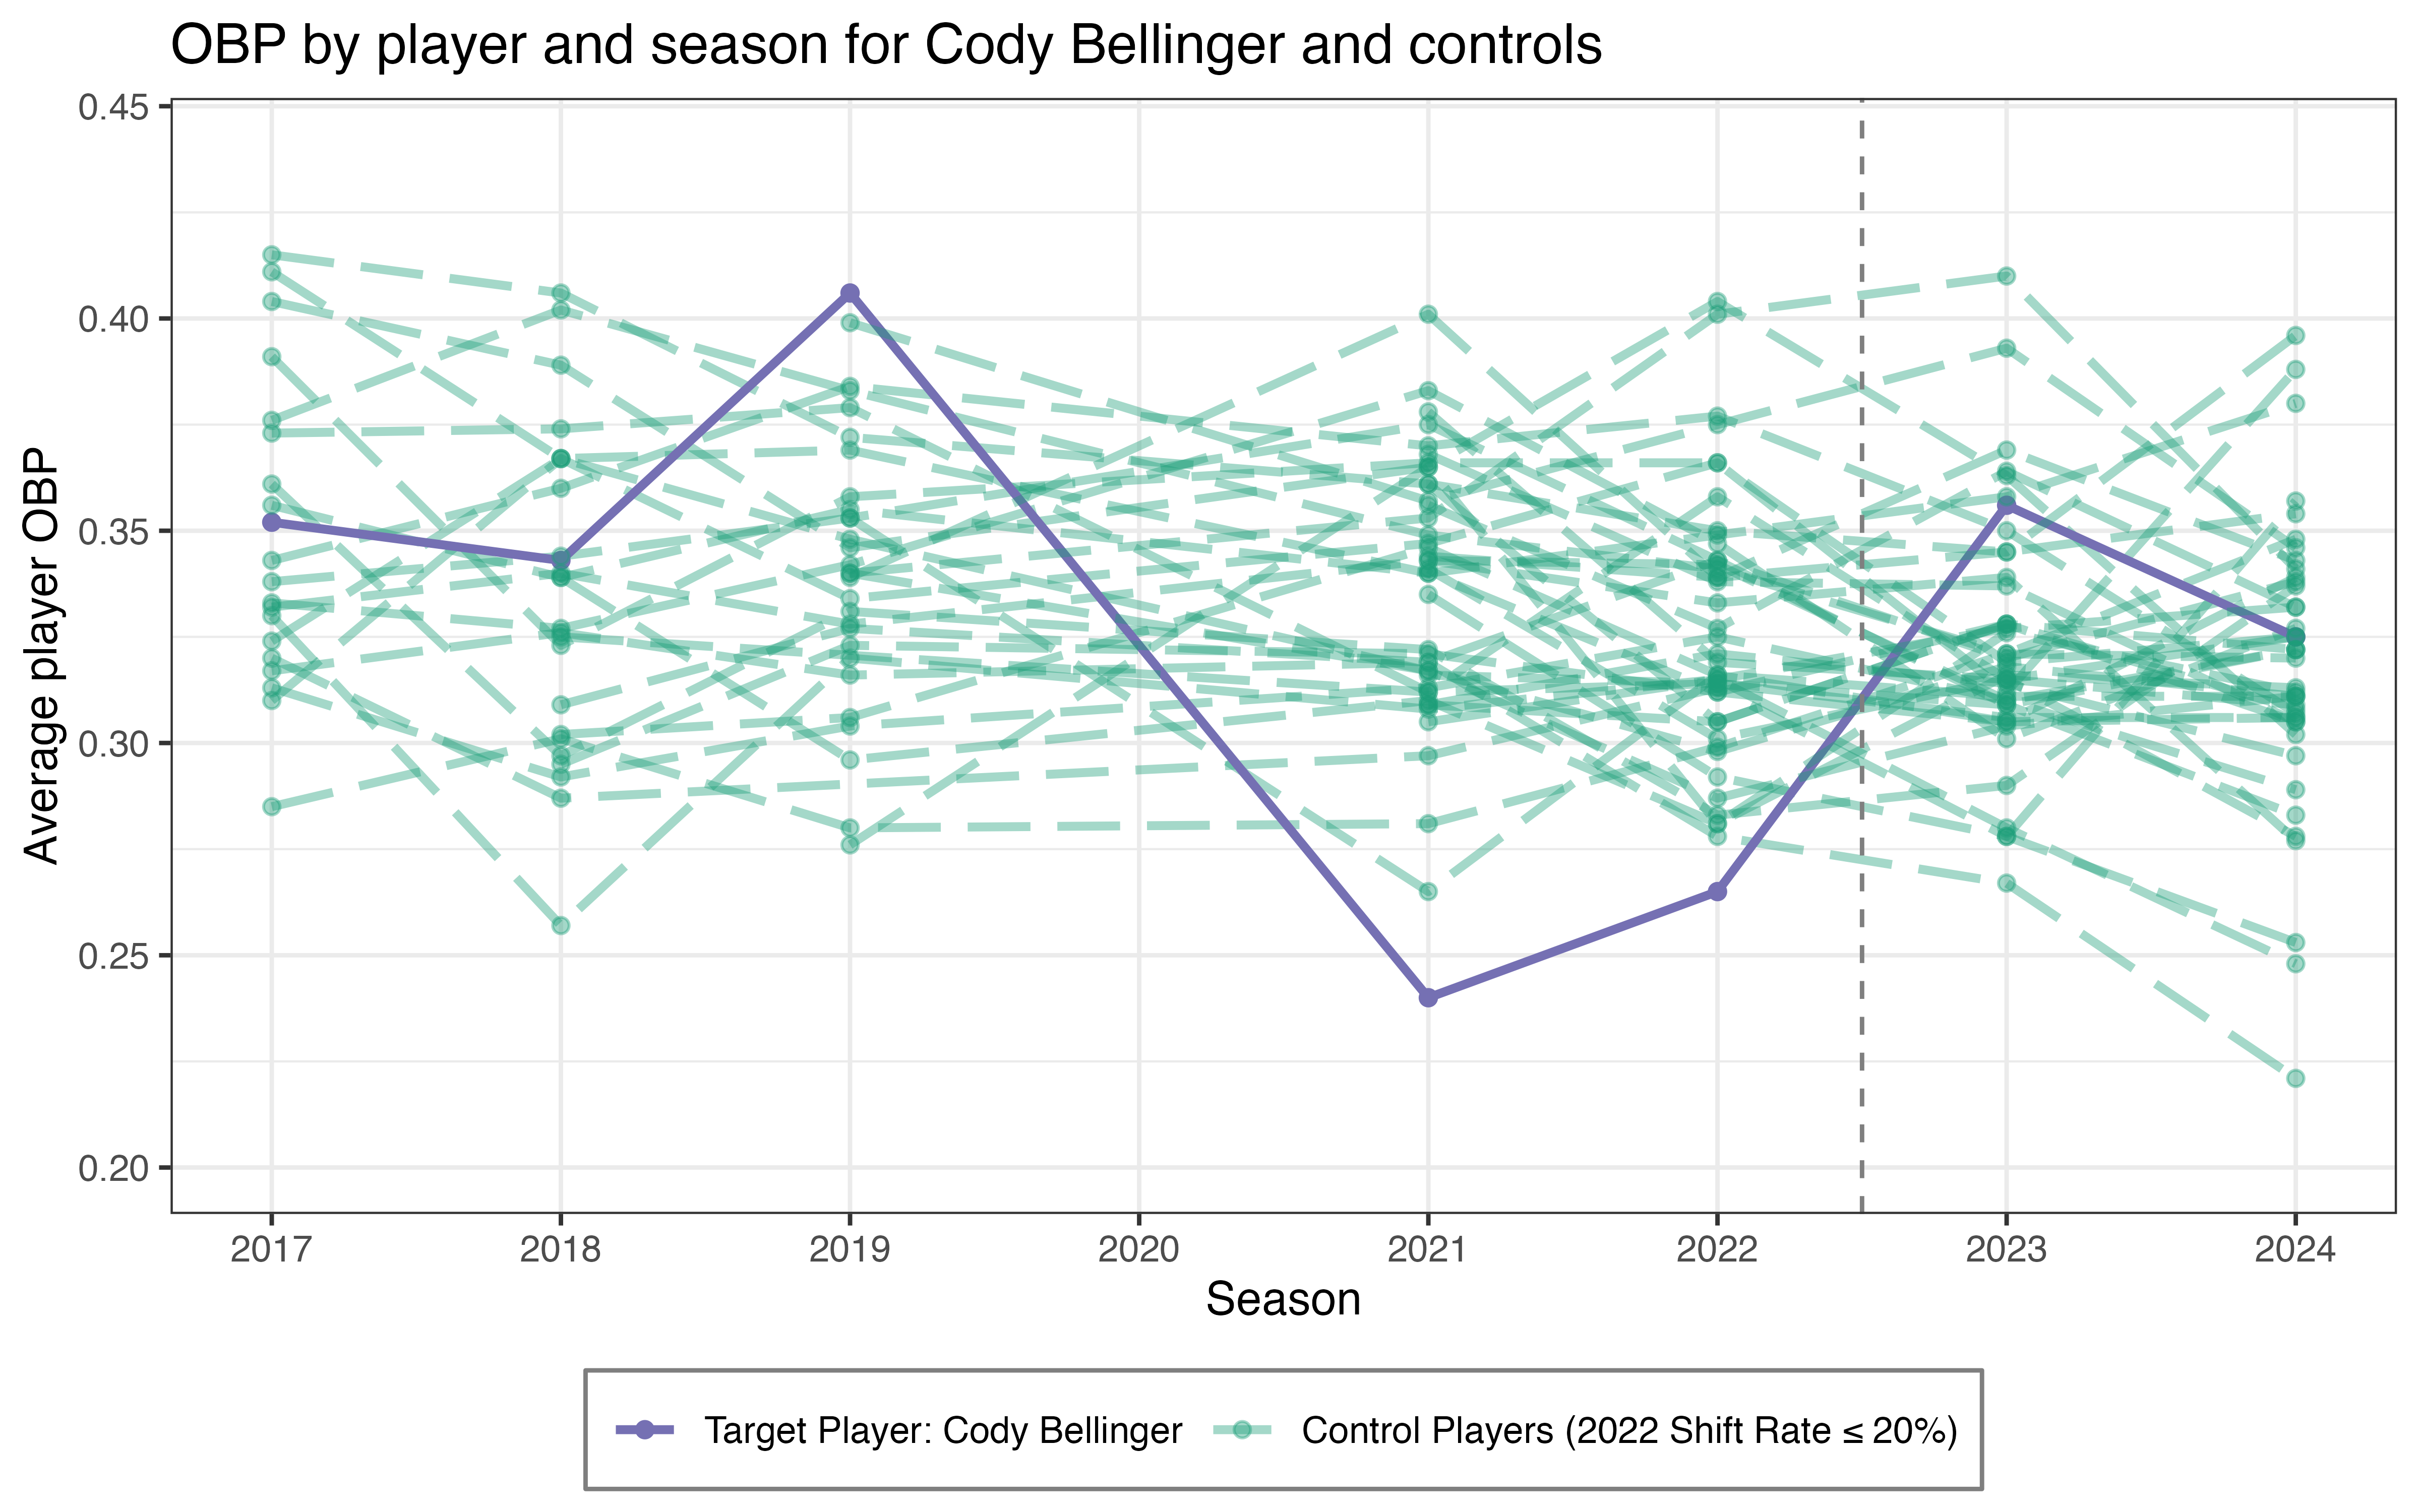 OBP by player and season for Cody Bellinger and controls
Average player OBP
0.45
0.40
0.35
0.30
0.25
0.20
2017 2018 2019 2020 2021 2022 2023 2024
Season
Target Player: Cody Bellinger Control Players (2022 Shift Rate ≤ 20%)